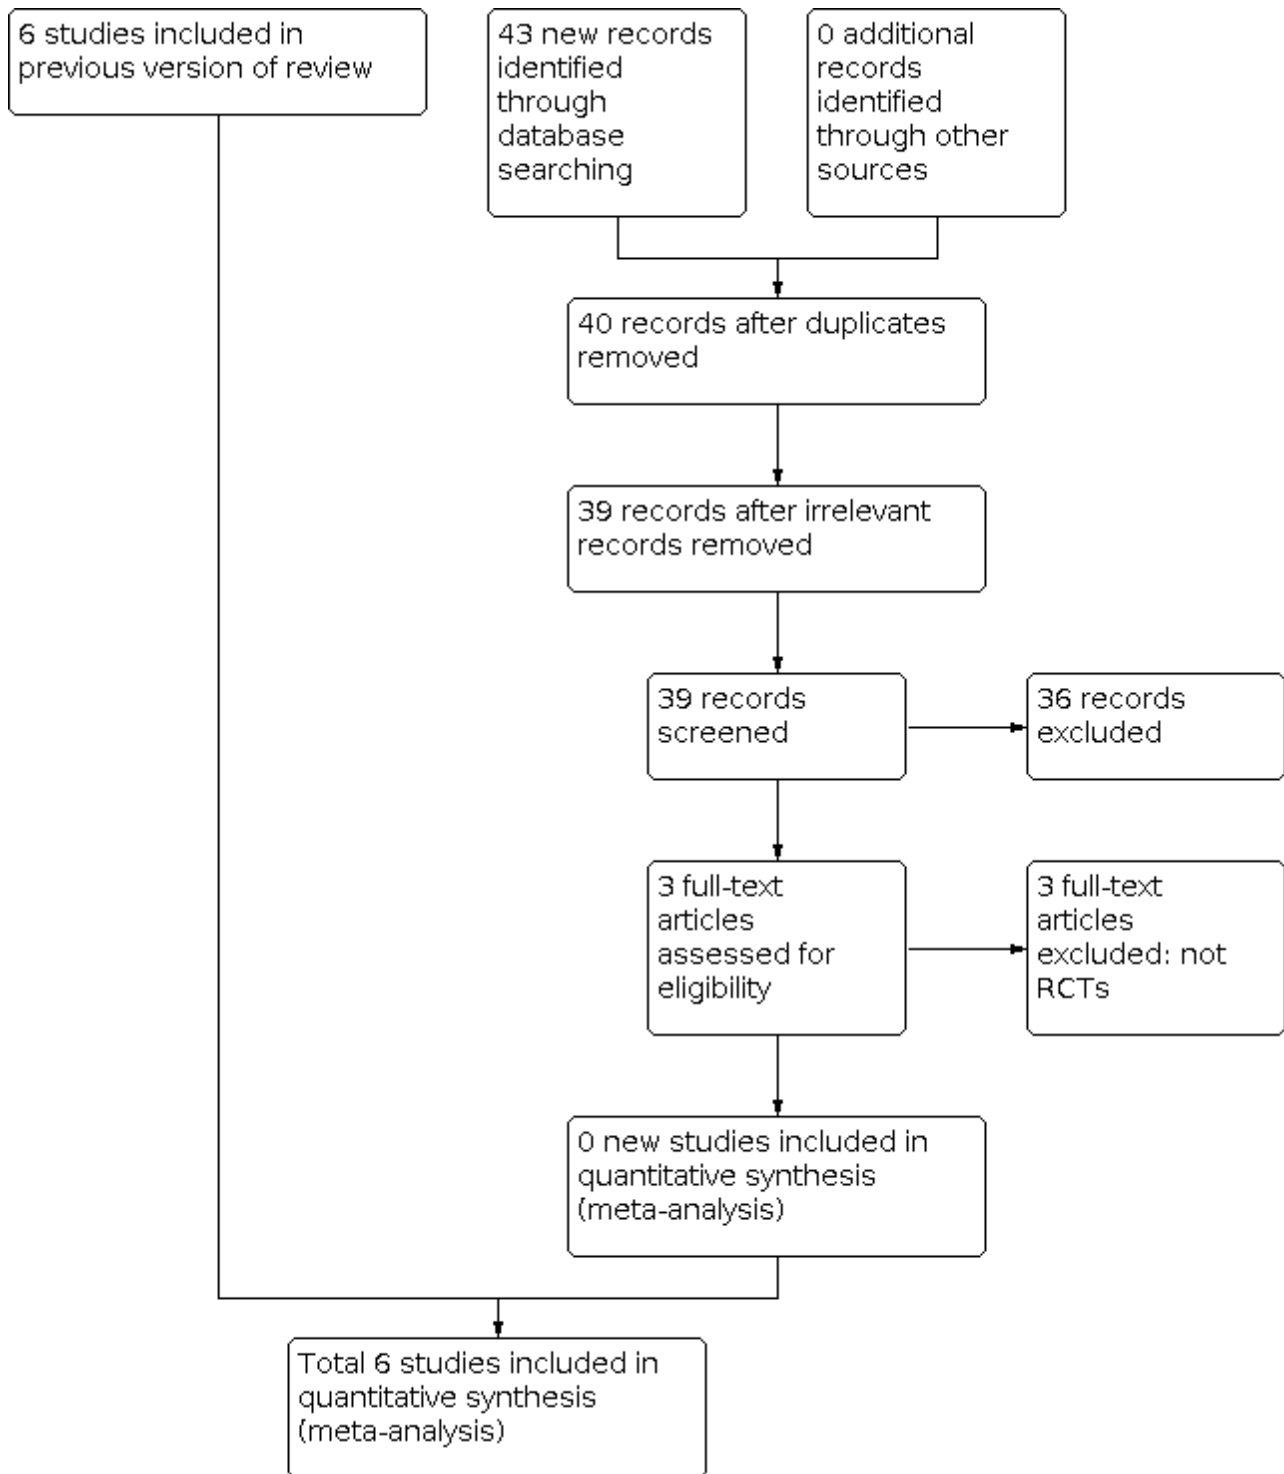 6 studies included in
previous version of review
43 new records
identified
through
database
searching
0 additional
records
identified
through other
sources
40 records after duplicates
removed
39 records after irrelevant
records removed
39 records
screened
36 records
excluded
3 full-text
articles
assessed for
eligibility
3 full-text
articles
excluded: not
RCTs
0 new studies included in
quantitative synthesis
(meta-analysis)
Total 6 studies included in
quantitative synthesis
(meta-analysis)